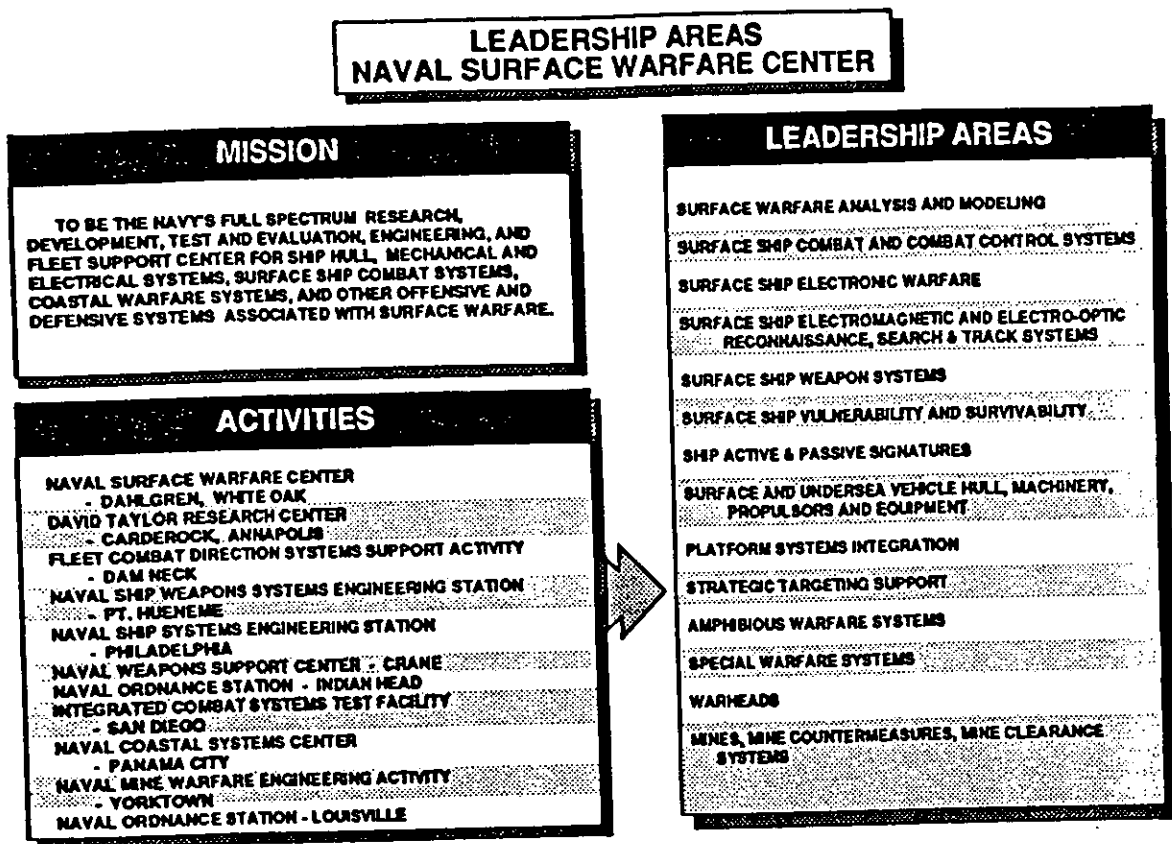 LEADERSHIP AREAS
NAVAL SURFACE WARFARE CENTER
MISSION
TO BE THE NAVY'S FULL SPECTRUM RESEARCH,
DEVELOPMENT, TEST AND EVALUATION, ENGINEERING, AND
FLEET SUPPORT CENTER FOR SHIP HULL, MECHANICAL AND
ELECTRICAL SYSTEMS, SURFACE SHIP COMBAT SYSTEMS,
COASTAL WARFARE SYSTEMS, AND OTHER OFFENSIVE AND
DEFENSIVE SYSTEMS ASSOCIATED WITH SURFACE WARFARE.
ACTIVITIES
NAVAL SURFACE WARFARE CENTER
- DAHLGREN, WHITE OAK
DAVID TAYLOR RESEARCH CENTER
- CARDEROCK, ANNAPOLIS
FLEET COMBAT DIRECTION SYSTEMS SUPPORT ACTIVITY
- DAM NECK
NAVAL SHIP WEAPONS SYSTEMS ENGINEERING STATION
- PT. HUENEME
NAVAL SHIP SYSTEMS ENGINEERING STATION
- PHILADELPHIA
NAVAL WEAPONS SUPPORT CENTER - CRANE
NAVAL ORDNANCE STATION - INDIAN HEAD
INTEGRATED COMBAT SYSTEMS TEST FACILITY
- SAN DIEGO
NAVAL COASTAL SYSTEMS CENTER
- PANAMA CITY
NAVAL MINE WARFARE ENGINEERING ACTIVITY
- YORKTOWN
NAVAL ORDNANCE STATION - LOUISVILLE
LEADERSHIP AREAS
SURFACE WARFARE ANALYSIS AND MODELING
SURFACE SHIP COMBAT AND COMBAT CONTROL SYSTEMS
SURFACE SHIP ELECTRONIC WARFARE
SURFACE SHIP ELECTROMAGNETIC AND ELECTRO-OPTIC
RECONNAISSANCE, SEARCH & TRACK SYSTEMS
SURFACE SHIP WEAPON SYSTEMS
SURFACE SHIP VULNERABILITY AND SURVIVABILITY
SHIP ACTIVE & PASSIVE SIGNATURES
SURFACE AND UNDERSEA VEHICLE HULL, MACHINERY,
PROPULSORS AND EQUIPMENT
PLATFORM SYSTEMS INTEGRATION
STRATEGIC TARGETING SUPPORT
AMPHIBIOUS WARFARE SYSTEMS
SPECIAL WARFARE SYSTEMS
WARHEADS
MINES, MINE COUNTERMEASURES, MINE CLEARANCE
SYSTEMS